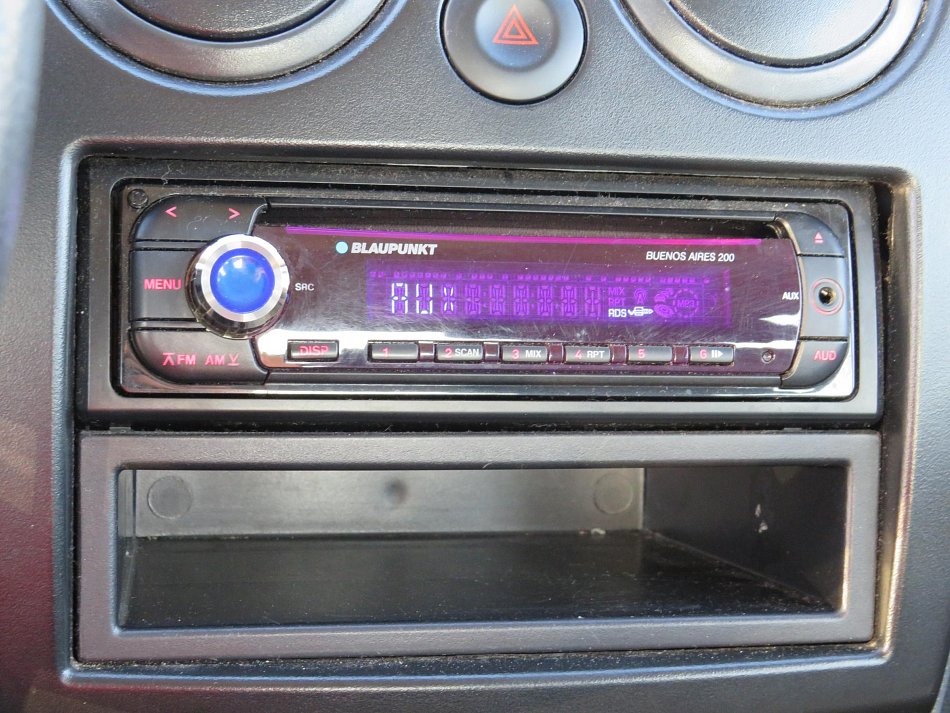 < >
BLAUPUNKT
BUENOS AIRES 200
MENU
SRC
AUX
MIX
RPT
MP3
RDS
AUX
DISP
1
2 SCAN
3 MIX
4 RPT
5
6
FM AM
AUD